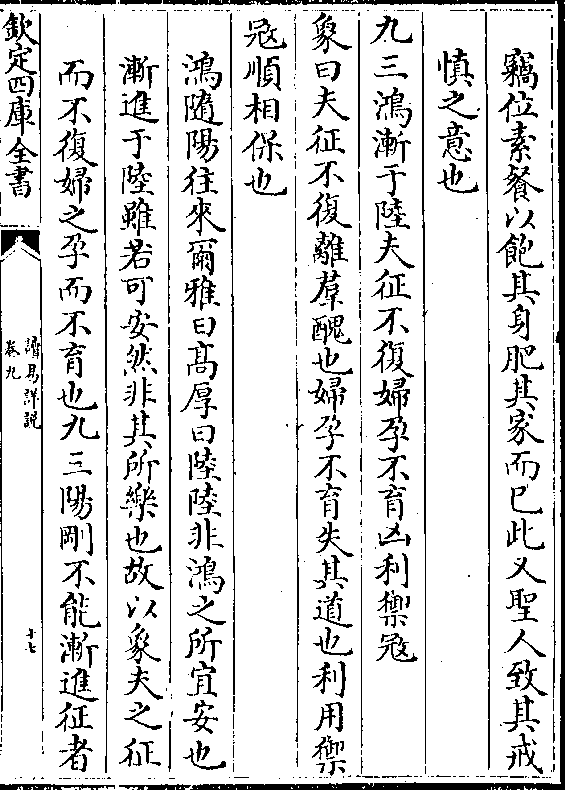 竊位素餐以飽其身肥其家而已此又聖人致其戒
慎之意也
九三鴻漸于陸夫征不復婦孕不育凶利禦寇
象曰夫征不復離羣醜也婦孕不育失其道也利用禦
寇順相保也
鴻隨陽往來爾雅曰髙厚曰陸陸非鴻之所宜安也
漸進于陸雖若可安然非其所樂也故以象夫之征
而不復婦之孕而不育也九三陽剛不能漸進征者
欽定四庫全書
讀易詳說
卷九
十七